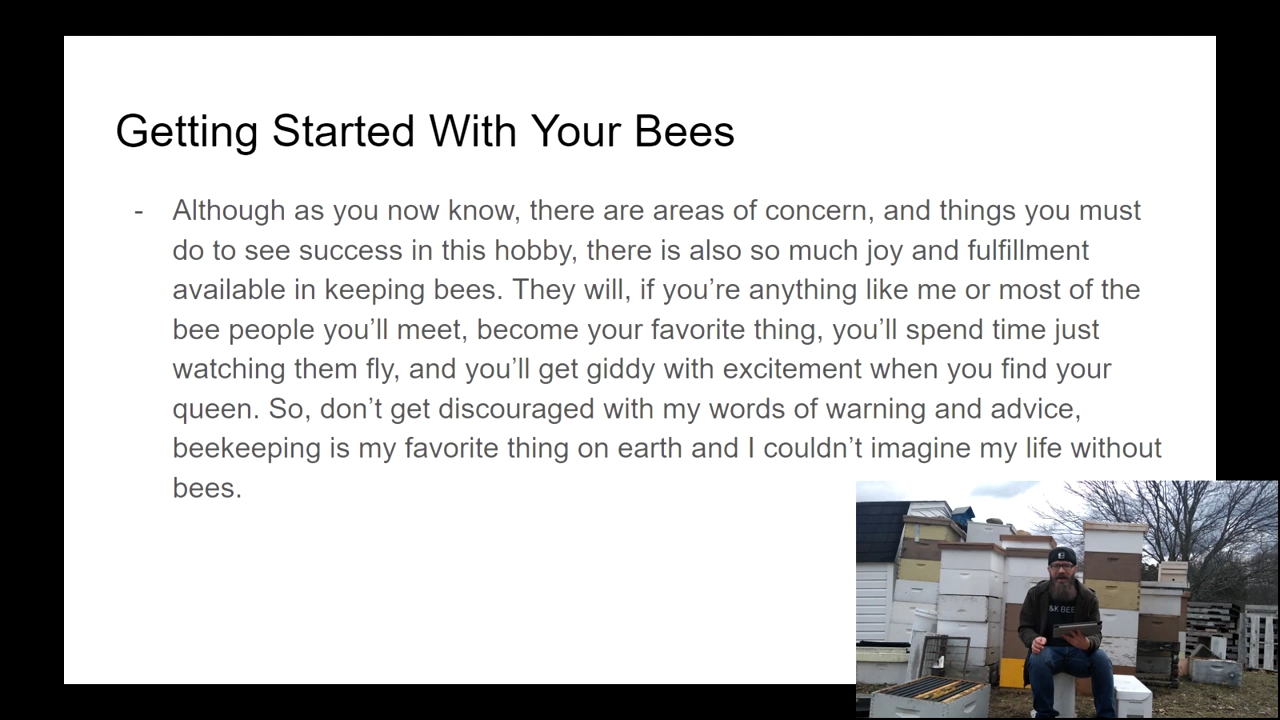 Getting Started With Your Bees
- Although as you now know, there are areas of concern, and things you must
do to see success in this hobby, there is also so much joy and fulfillment
available in keeping bees. They will, if you’re anything like me or most of the
bee people you’ll meet, become your favorite thing, you’ll spend time just
watching them fly, and you’ll get giddy with excitement when you find your
queen. So, don’t get discouraged with my words of warning and advice,
beekeeping is my favorite thing on earth and I couldn’t imagine my life without
bees.
&K BEE